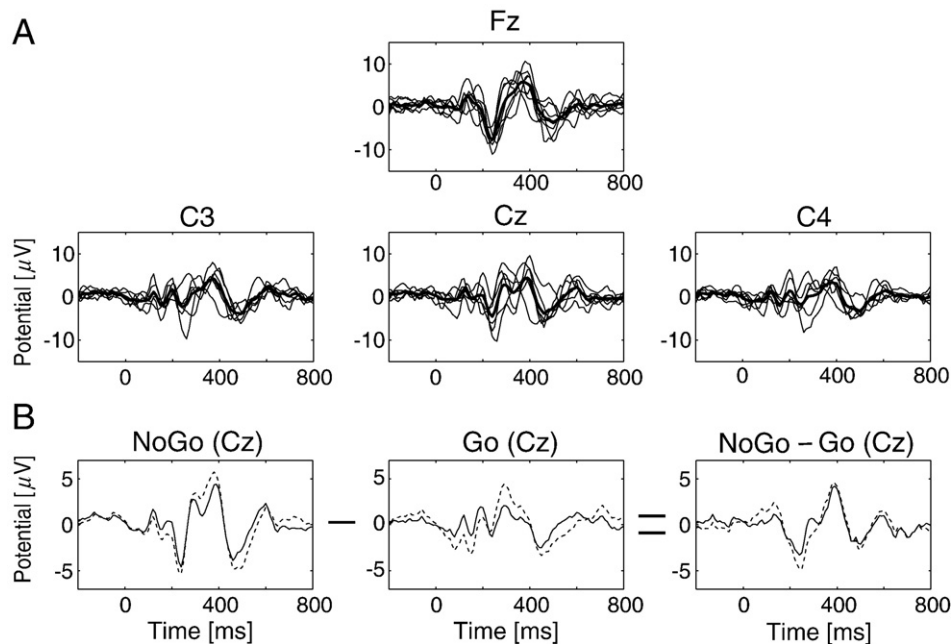 A
Fz
10
0
-10
0 400 800
C3 Cz C4
Potential [μV]
10 10 10
0 0 0
-10 -10 -10
0 400 800 0 400 800 0 400 800
B
NoGo (Cz) Go (Cz) NoGo – Go (Cz)
Potential [μV]
5 5 5
0 0 0
-5 -5 -5
— =
0 400 800 0 400 800 0 400 800
Time [ms] Time [ms] Time [ms]